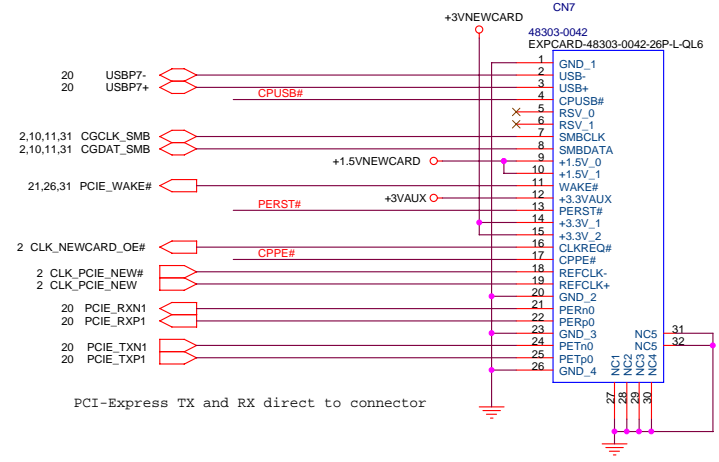 CN7
+3VNEWCARD
48303-0042
EXPCARD-48303-0042-26P-L-QL6
1 GND_1
20 USBP7- 2 USB-
20 USBP7+ 3 USB+
CPUSB# 4 CPUSB#
5 RSV_0
6 RSV_1
2,10,11,31 CGCLK_SMB 7 SMBCLK
2,10,11,31 CGDAT_SMB 8 SMBDATA
+1.5VNEWCARD 9 +1.5V_0
10 +1.5V_1
21,26,31 PCIE_WAKE# 11 WAKE#
+3VAUX 12 +3.3VAUX
PERST# 13 PERST#
14 +3.3V_1
15 +3.3V_2
2 CLK_NEWCARD_OE# 16 CLKREQ#
CPPE# 17 CPPE#
2 CLK_PCIE_NEW# 18 REFCLK-
2 CLK_PCIE_NEW 19 REFCLK+
20 GND_2
20 PCIE_RXN1 21 PERn0
20 PCIE_RXP1 22 PERp0
23 GND_3 NC5 31
20 PCIE_TXN1 24 PETn0 NC5 32
20 PCIE_TXP1 25 PETp0
26 GND_4
NC1 NC2 NC3 NC4
27 28 29 30
PCI-Express TX and RX direct to connector